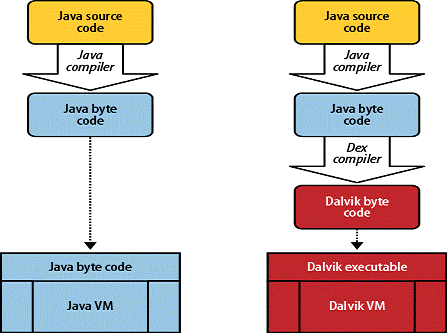 Java source
code
Java
compiler
Java byte
code
Java byte code
Java VM
Java source
code
Java
compiler
Java byte
code
Dex
compiler
Dalvik byte
code
Dalvik executable
Dalvik VM